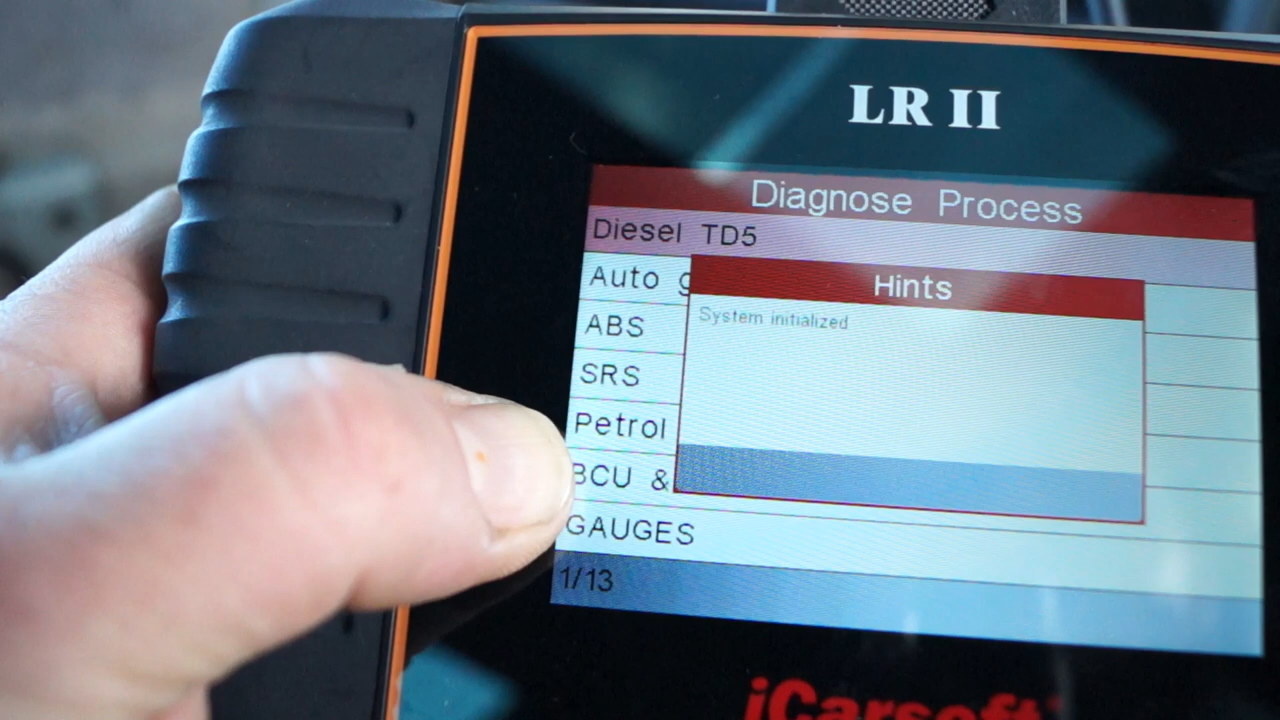 LR II
Diagnose Process
Diesel TD5
Auto g
Hints
System initialized
ABS
SRS
Petrol
BCU &
GAUGES
1/13
iCarsoft